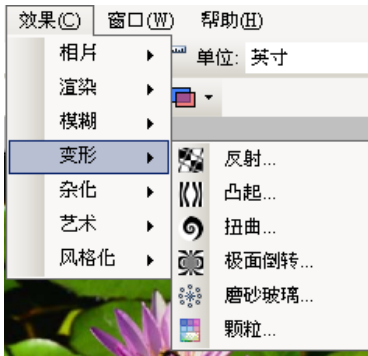 效果(C) 窗口(W) 帮助(H)
单位: 英寸
相片
渲染
模糊
变形
杂化
艺术
风格化
反射...
凸起...
扭曲...
极面倒转...
磨砂玻璃...
颗粒...